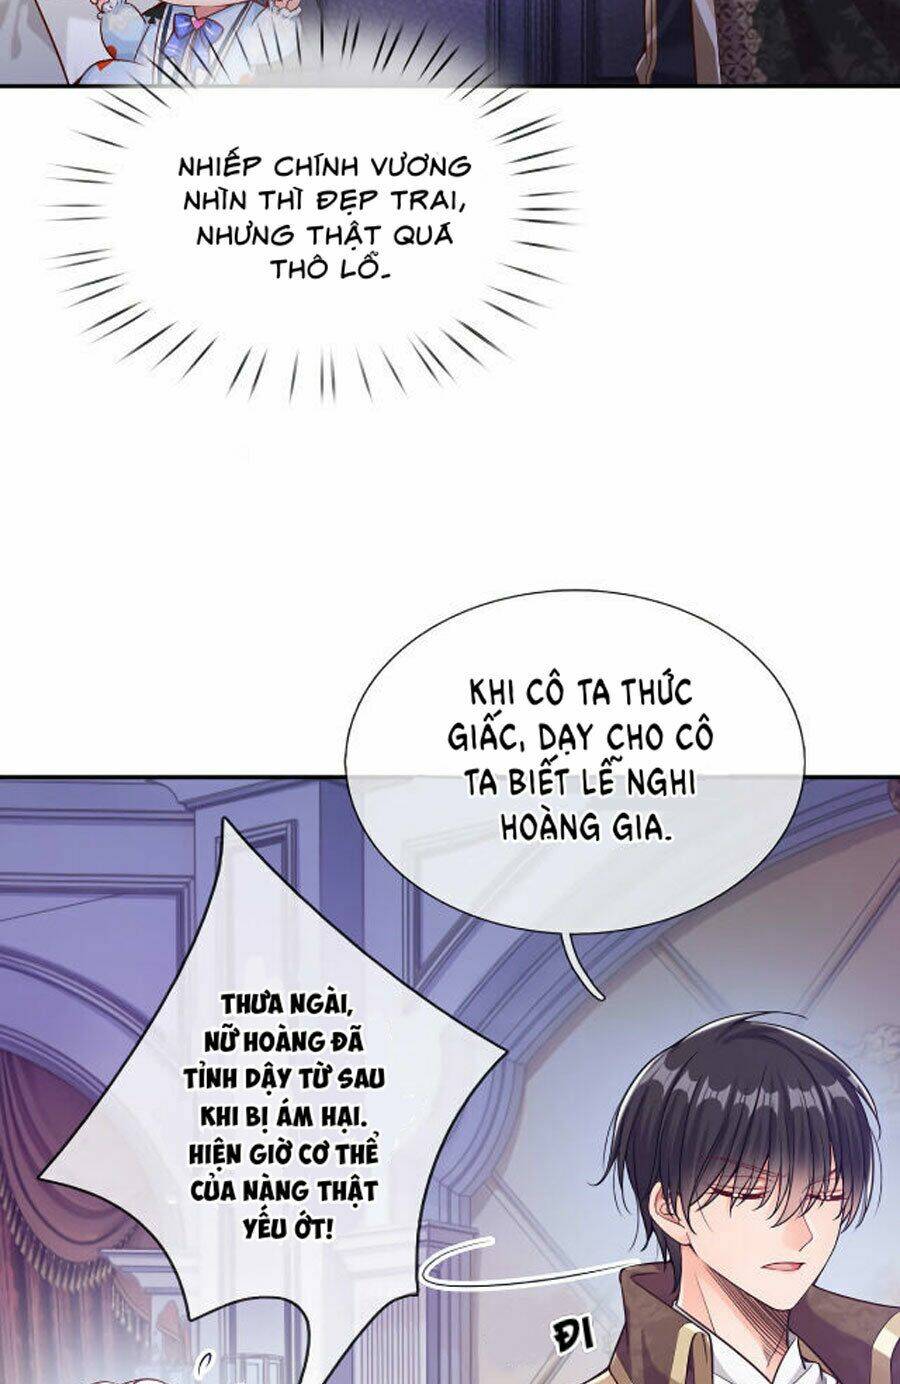 NHIẾP CHÍNH VƯƠNG
NHÌN THÌ ĐẸP TRAI,
NHƯNG THẬT QUÁ
THÔ LỖ.
KHI CÔ TA THỨC
GIẤC, DẠY CHO CÔ
TA BIẾT LỄ NGHI
HOÀNG GIA.
THƯA NGÀI,
NỮ HOÀNG ĐÃ
TỈNH DẬY TỪ SAU
KHI BỊ ÁM HẠI.
HIỆN GIỜ CƠ THỂ
CỦA NÀNG THẬT
YẾU ỚT!
ĐI